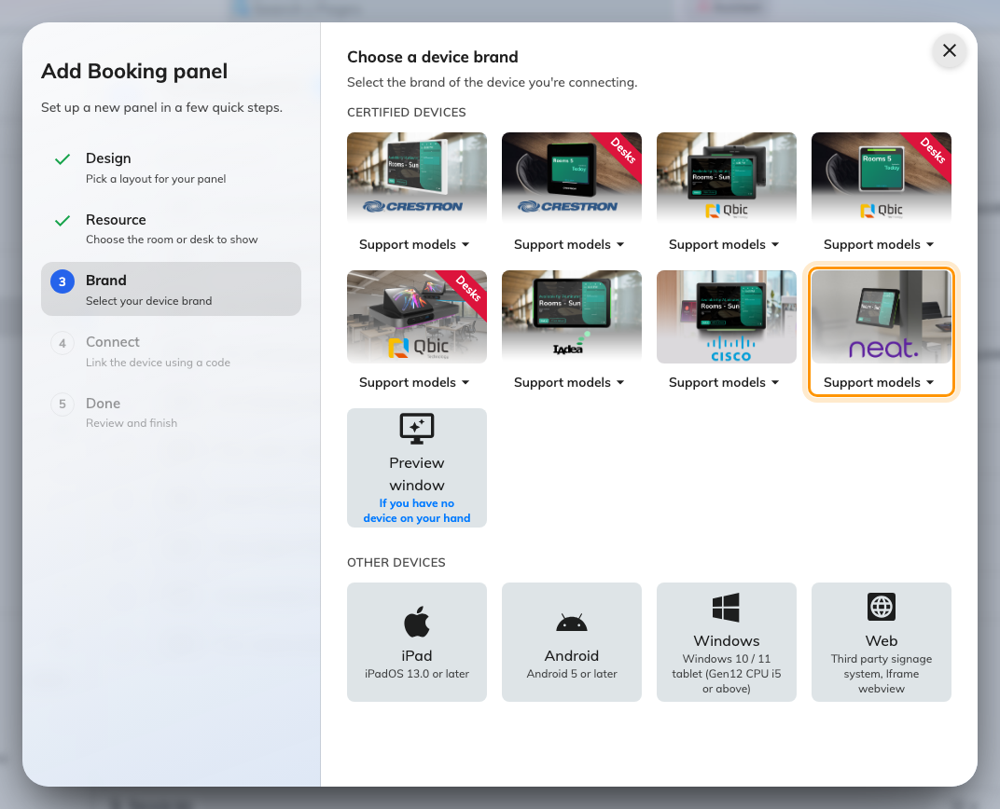 Add Booking panel
Set up a new panel in a few quick steps.
Design
Pick a layout for your panel
Resource
Choose the room or desk to show
3
Brand
Select your device brand
4
Connect
Link the device using a code
5
Done
Review and finish
Choose a device brand
Select the brand of the device you're connecting.
CERTIFIED DEVICES
Rooms - Sun
CRESTRON
Support models
Desks
Rooms 5
Today
CRESTRON
Support models
Rooms - Sun
Qbic
Support models
Desks
Rooms 5
Today
Qbic
Support models
Desks
Qbic
Technology
Support models
Rooms - Sun
IAdea
Support models
Rooms - Sun
CISCO
Support models
neat.
Support models
Preview
window
If you have no
device on your hand
OTHER DEVICES
iPad
iPadOS 13.0 or later
Android
Android 5 or later
Windows
Windows 10 / 11
tablet (Gen12 CPU i5
or above)
Web
Third party signage
system, Iframe
webview